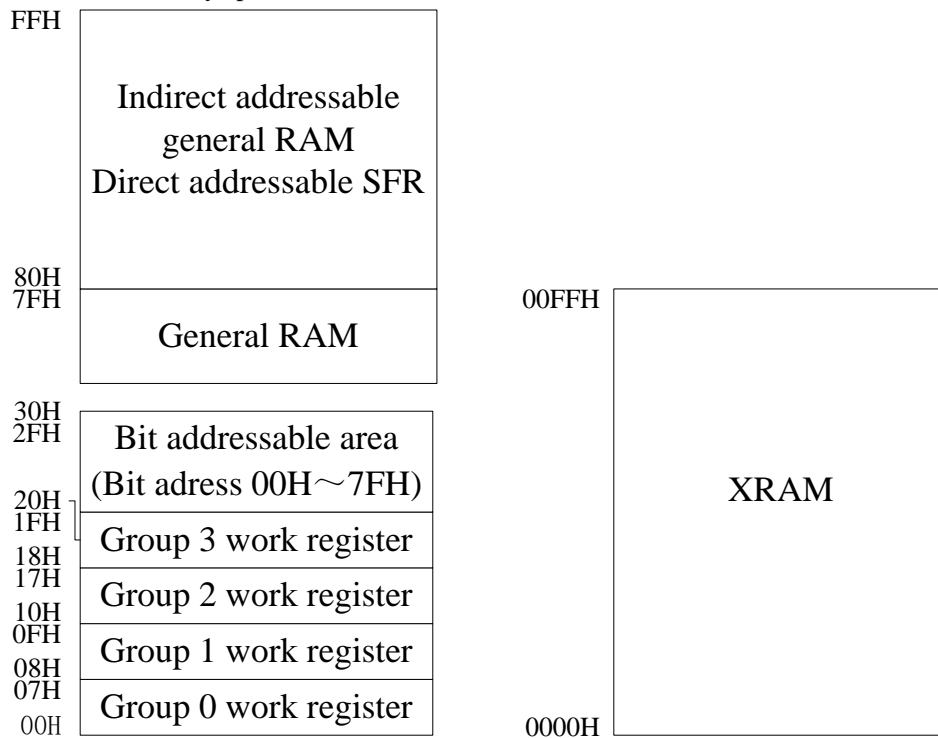 FFH
Indirect addressable
general RAM
Direct addressable SFR
80H
7FH
General RAM
30H
2FH
Bit addressable area
(Bit adress 00H～7FH)
20H
1FH
Group 3 work register
18H
17H
Group 2 work register
10H
0FH
Group 1 work register
08H
07H
Group 0 work register
00H
00FFH
XRAM
0000H